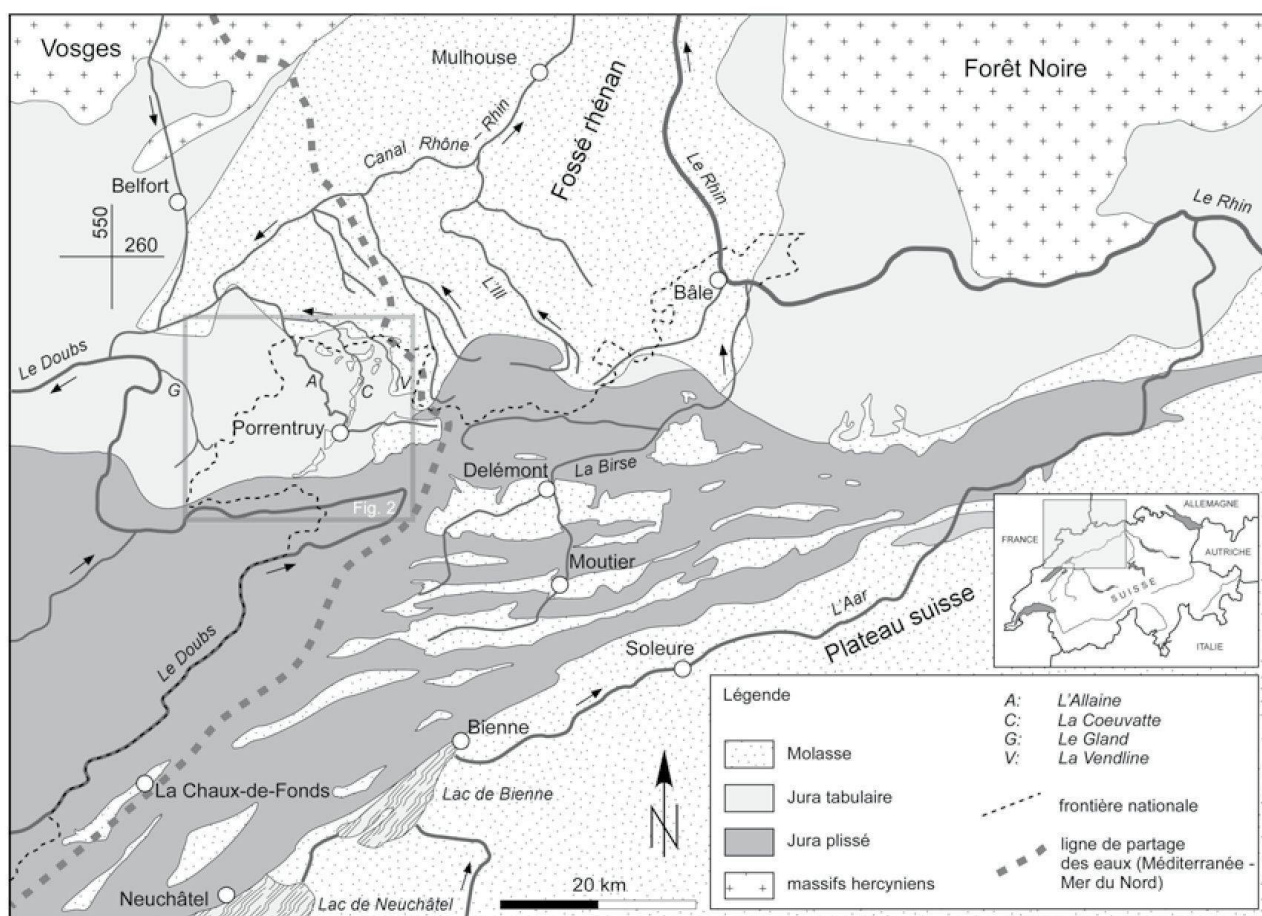 Vosges
Mulhouse
Forêt Noire
Fossé rhénan
Canal Rhône - Rhin
Le Rhin
Le Rhin
Belfort
550
260
L'Ill
Bâle
Le Doubs
G
A
C
V
Porrentruy
Delémont
La Birse
Fig. 2
Moutier
Le Doubs
L'Aar
Plateau suisse
Soleure
Bienne
La Chaux-de-Fonds
Lac de Bienne
Neuchâtel
Lac de Neuchâtel
N
20 km
ALLEMAGNE
FRANCE
AUTRICHE
SUISSE
ITALIE
Légende
Molasse
Jura tabulaire
Jura plissé
massifs hercyniens
A: L'Allaine
C: La Coeuvatte
G: Le Gland
V: La Vendline
frontière nationale
ligne de partage
des eaux (Méditerranée -
Mer du Nord)